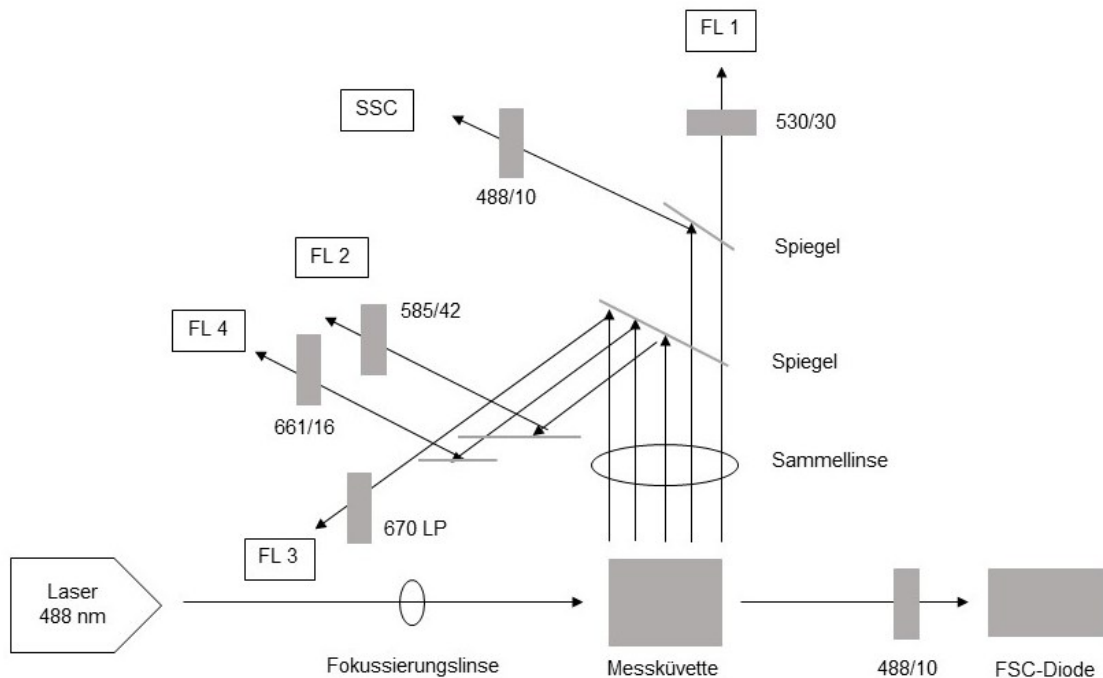 FL 1
SSC
530/30
488/10
Spiegel
FL 2
585/42
FL 4
Spiegel
661/16
Sammellinse
670 LP
FL 3
Laser
488 nm
Fokussierungslinse
Messküvette
488/10
FSC-Diode